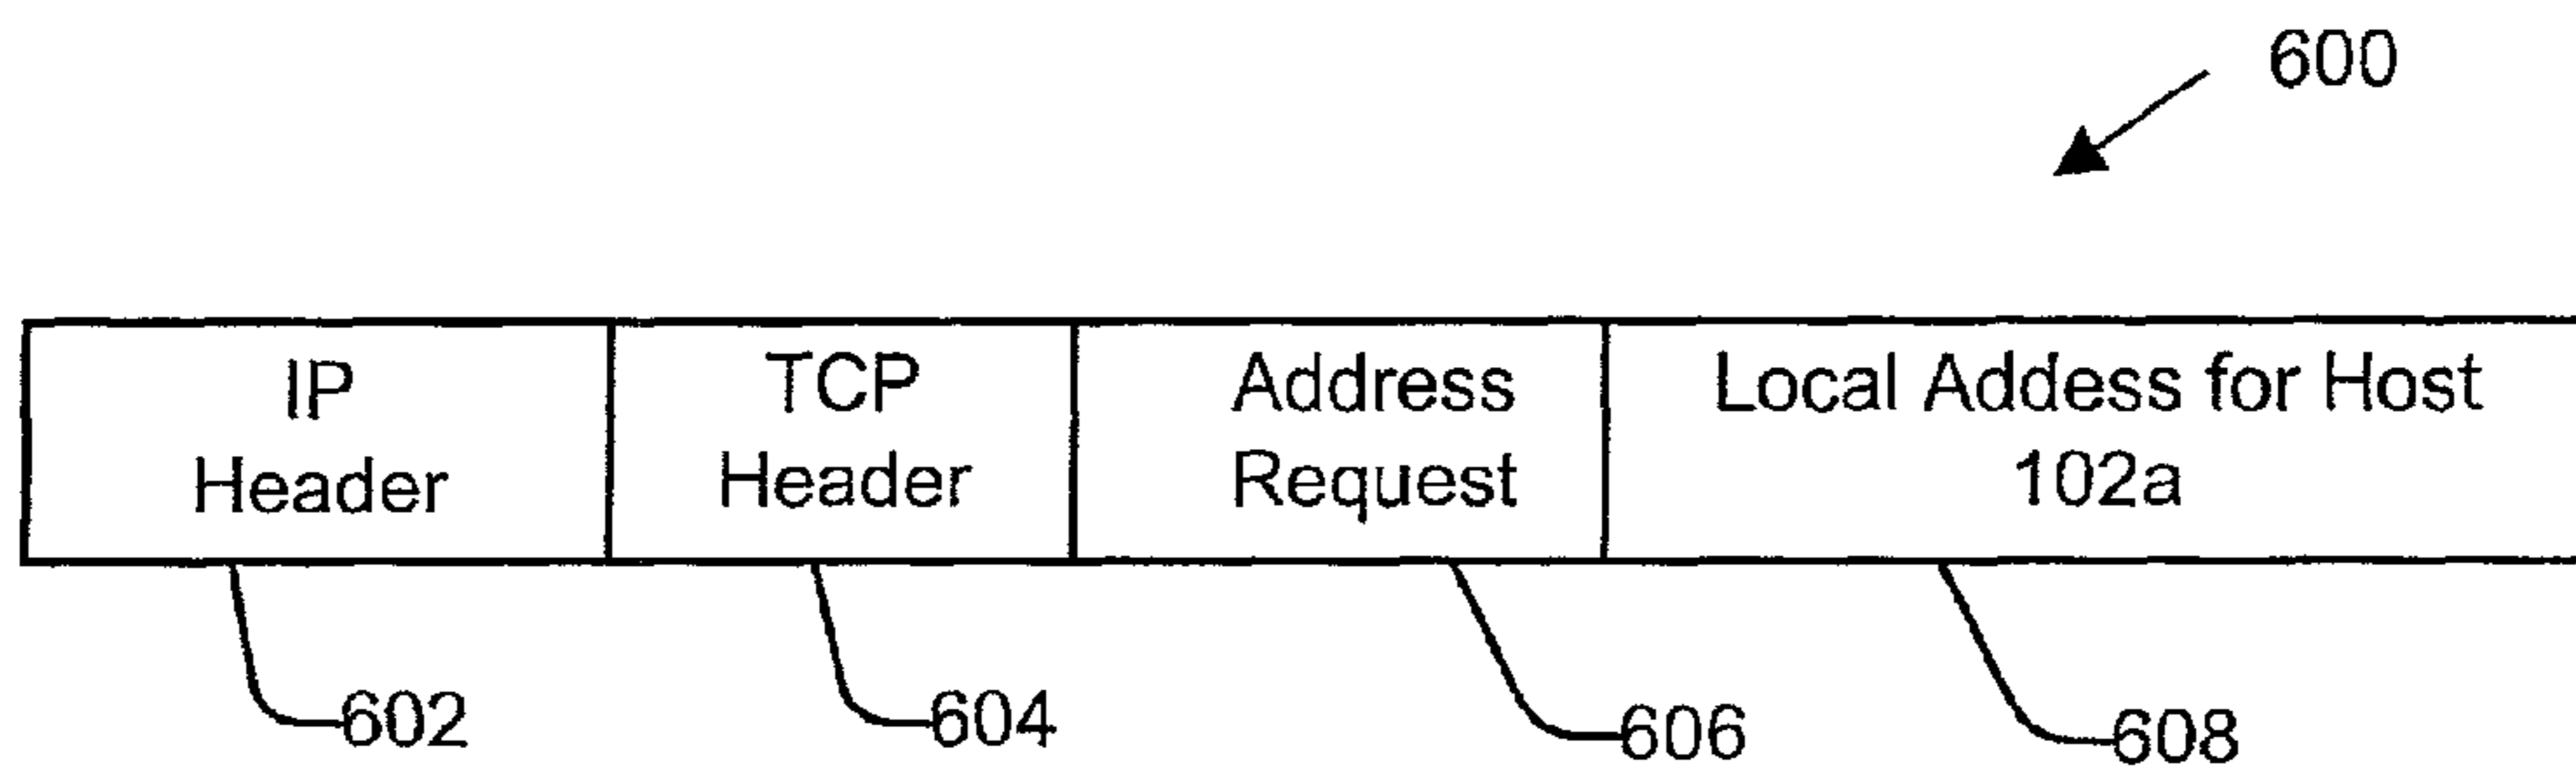 600
IP
Header
TCP
Header
Address
Request
Local Addess for Host
102a
602
604
606
608